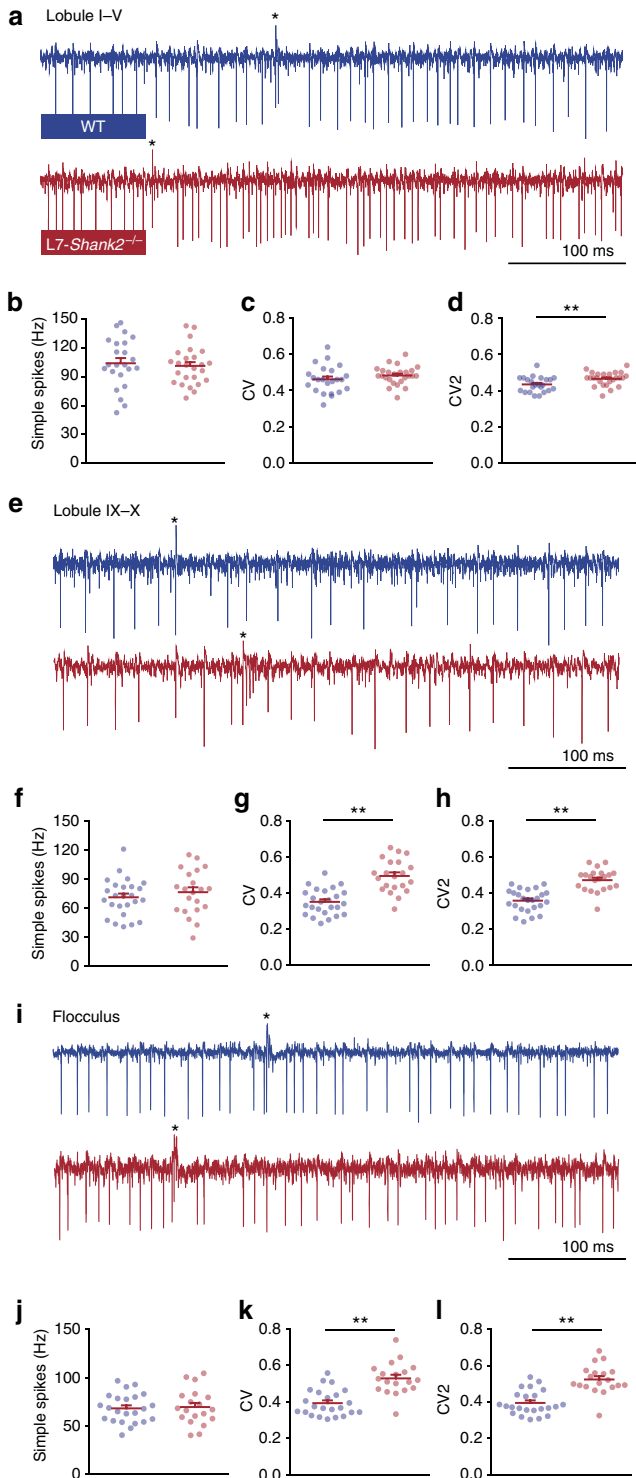 a Lobule I–V
*
WT
*
L7-Shank2−/−
100 ms
b c d
**
Simple spikes (Hz)
150
120
90
60
30
0
CV
0.8
0.6
0.4
0.2
0.0
CV2
0.8
0.6
0.4
0.2
0.0
e Lobule IX–X
*
*
100 ms
f g h
** **
Simple spikes (Hz)
150
120
90
60
30
0
CV
0.8
0.6
0.4
0.2
0.0
CV2
0.8
0.6
0.4
0.2
0.0
i Flocculus
*
*
100 ms
j k l
** **
Simple spikes (Hz)
150
100
50
0
CV
0.8
0.6
0.4
0.2
0.0
CV2
0.8
0.6
0.4
0.2
0.0